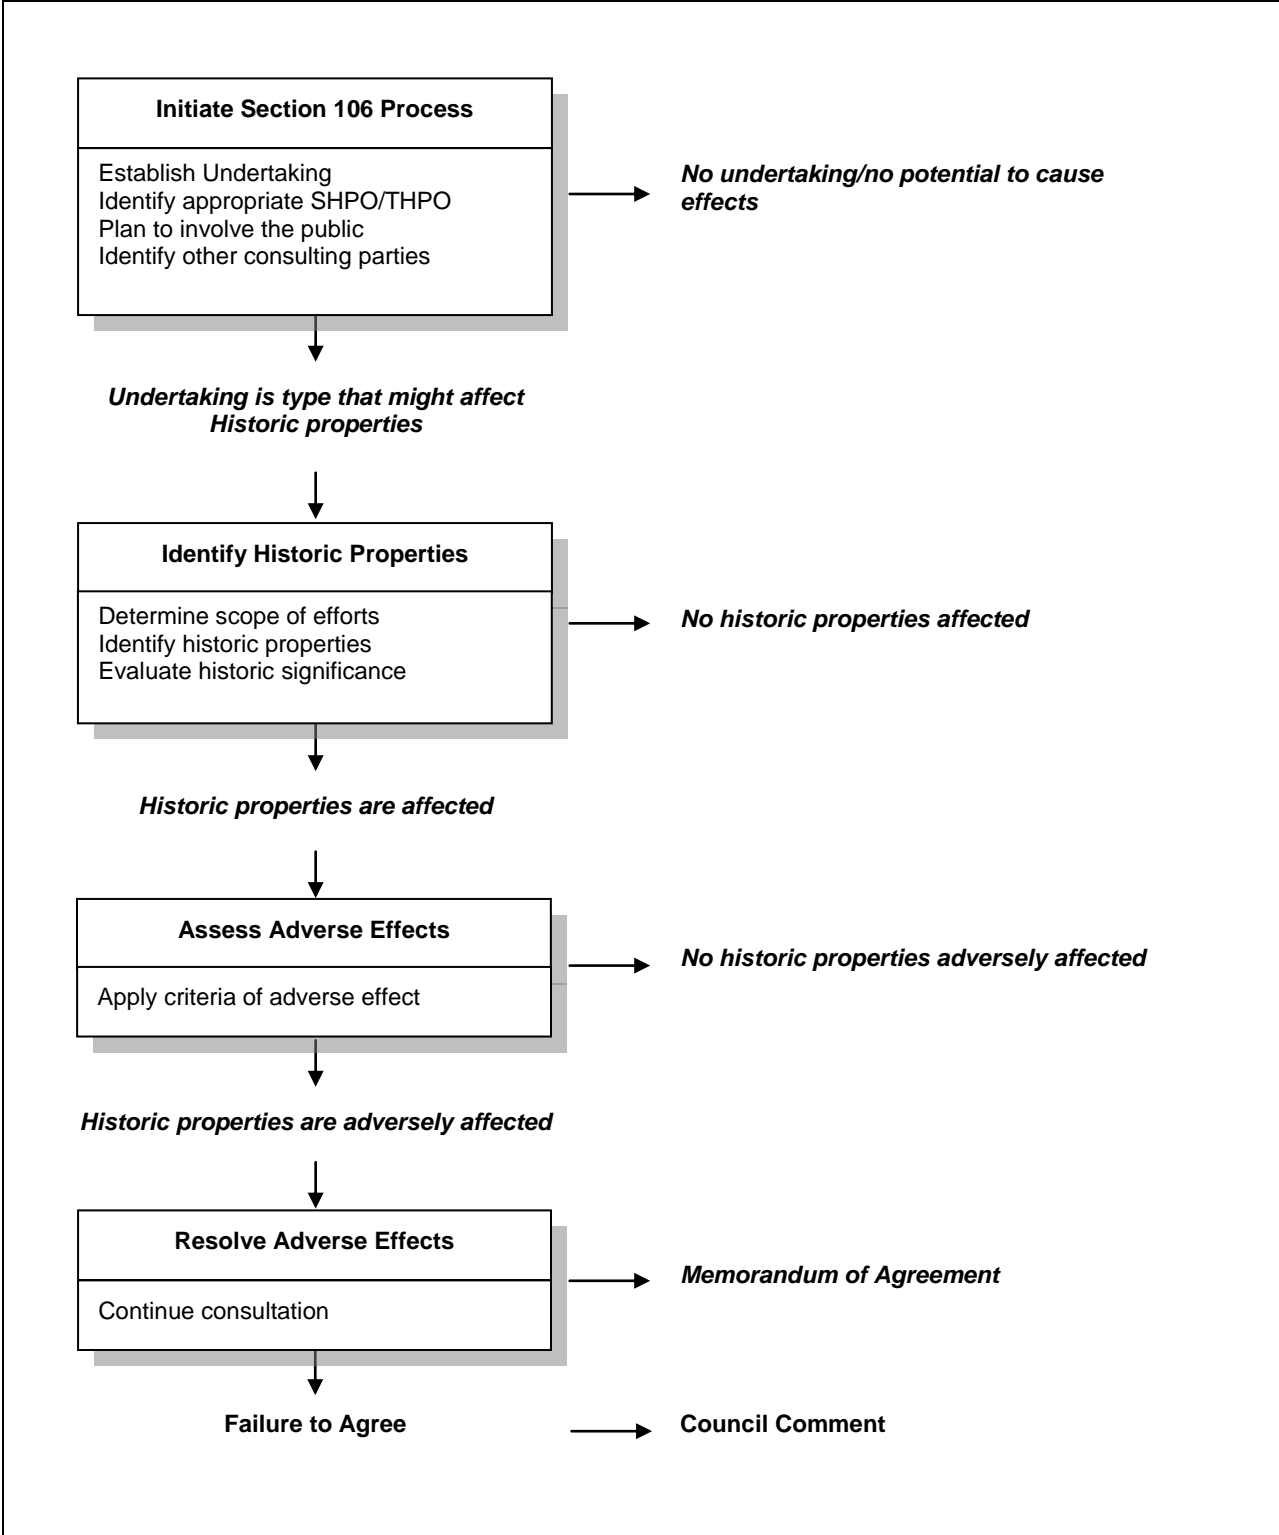 Initiate Section 106 Process
Establish Undertaking
Identify appropriate SHPO/THPO
Plan to involve the public
Identify other consulting parties
No undertaking/no potential to cause
effects
Undertaking is type that might affect
Historic properties
Identify Historic Properties
Determine scope of efforts
Identify historic properties
Evaluate historic significance
No historic properties affected
Historic properties are affected
Assess Adverse Effects
Apply criteria of adverse effect
No historic properties adversely affected
Historic properties are adversely affected
Resolve Adverse Effects
Continue consultation
Memorandum of Agreement
Failure to Agree
Council Comment